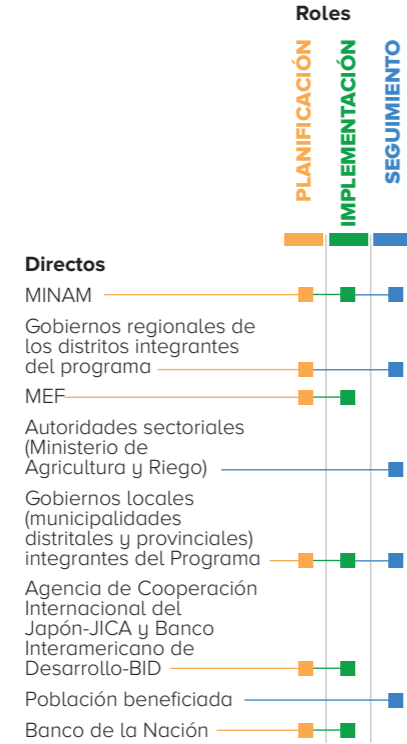 Roles
PLANIFICACIÓN
IMPLEMENTACIÓN
SEGUIMIENTO
Directos
MINAM
Gobiernos regionales de
los distritos integrantes
del programa
MEF
Autoridades sectoriales
(Ministerio de
Agricultura y Riego)
Gobiernos locales
(municipalidades
distritales y provinciales)
integrantes del Programa
Agencia de Cooperación
Internacional del
Japón-JICA y Banco
Interamericano de
Desarrollo-BID
Población beneficiada
Banco de la Nación